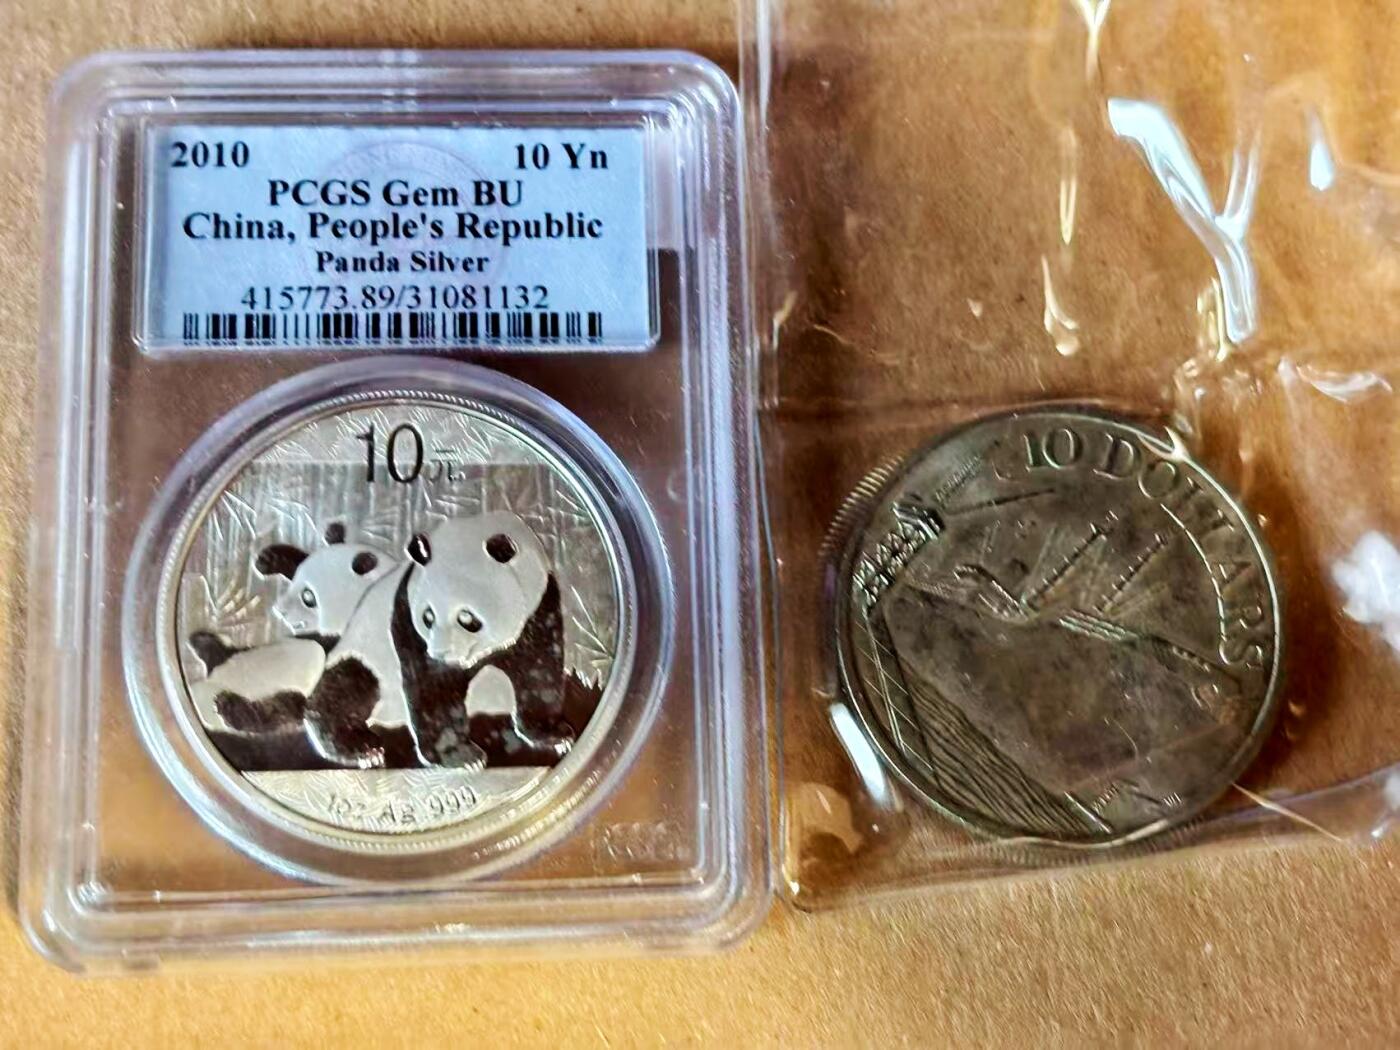 2010 10 Yn
PCGS Gem BU
China, People's Republic
Panda Silver
415773.89/31081132
10元
1oz Ag .999
10 DOLLARS